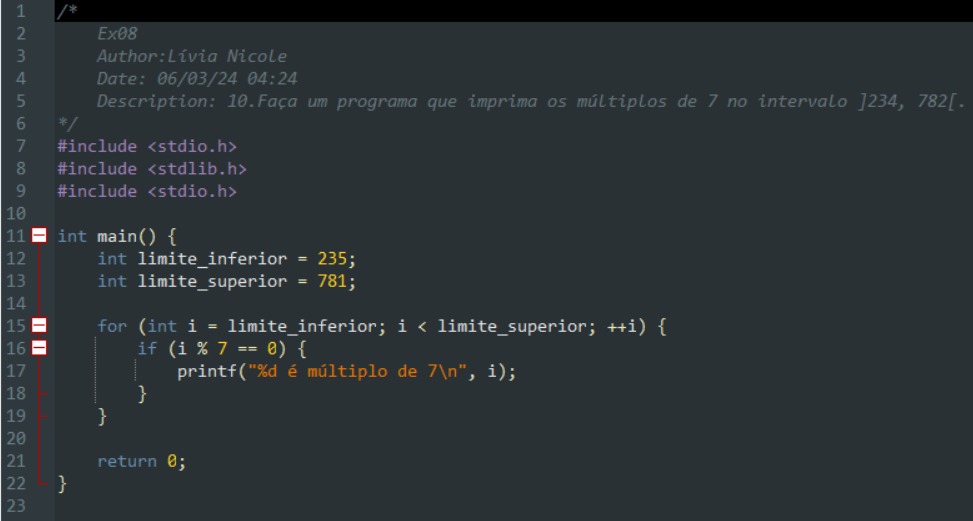 1 /*
2 Ex08
3 Author:Lívia Nicole
4 Date: 06/03/24 04:24
5 Description: 10.Faça um programa que imprima os múltiplos de 7 no intervalo ]234, 782[.
6 */
7 #include <stdio.h>
8 #include <stdlib.h>
9 #include <stdio.h>
10
11 int main() {
12 int limite_inferior = 235;
13 int limite_superior = 781;
14
15 for (int i = limite_inferior; i < limite_superior; ++i) {
16 if (i % 7 == 0) {
17 printf("%d é múltiplo de 7\n", i);
18 }
19 }
20
21 return 0;
22 }
23